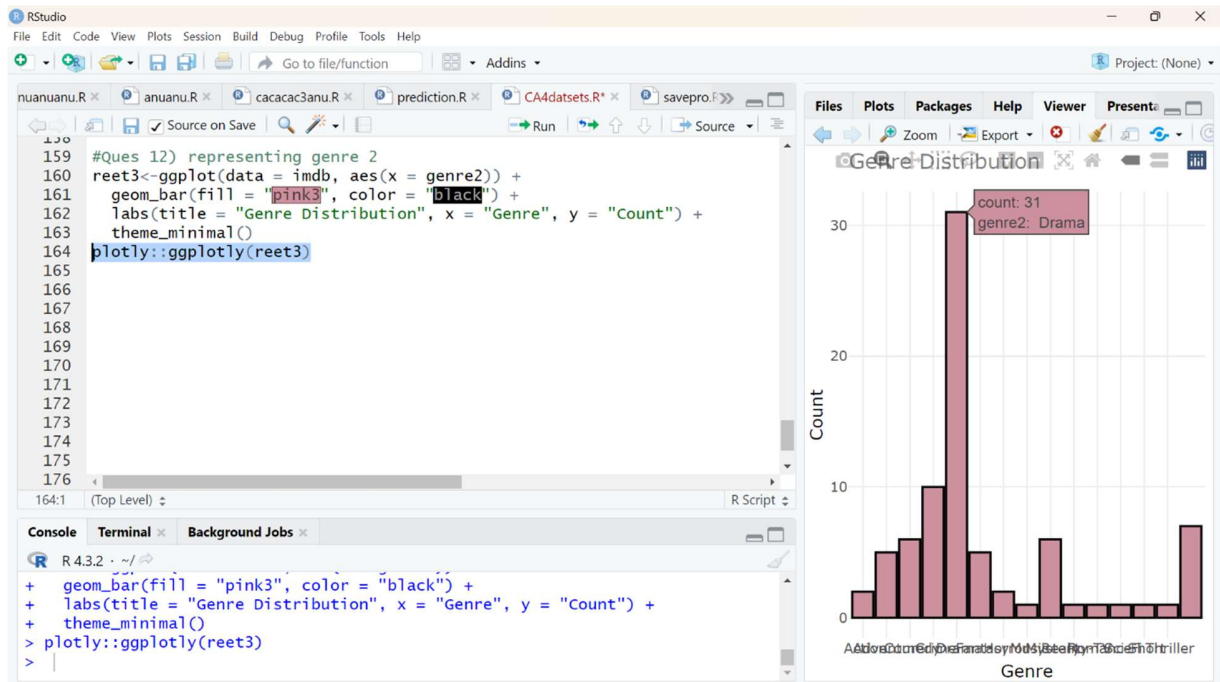 RStudio
File Edit Code View Plots Session Build Debug Profile Tools Help
Go to file/function Addins Project: (None)
nuanuanu.R anuanu.R cacacac3anu.R prediction.R CA4datsets.R* savepro.R
Source on Save Run Source
158
159 #Ques 12) representing genre 2
160 reet3<-ggplot(data = imdb, aes(x = genre2)) +
161 geom_bar(fill = "pink3", color = "black") +
162 labs(title = "Genre Distribution", x = "Genre", y = "Count") +
163 theme_minimal()
164 plotly::ggplotly(reet3)
165
166
167
168
169
170
171
172
173
174
175
176
164:1 (Top Level) R Script
Console Terminal Background Jobs
R 4.3.2 · ~/
+ geom_bar(fill = "pink3", color = "black") +
+ labs(title = "Genre Distribution", x = "Genre", y = "Count") +
+ theme_minimal()
> plotly::ggplotly(reet3)
>
Files Plots Packages Help Viewer Presenta
Zoom Export
Genre Distribution
count: 31
genre2: Drama
30
20
10
0
Count
Genre